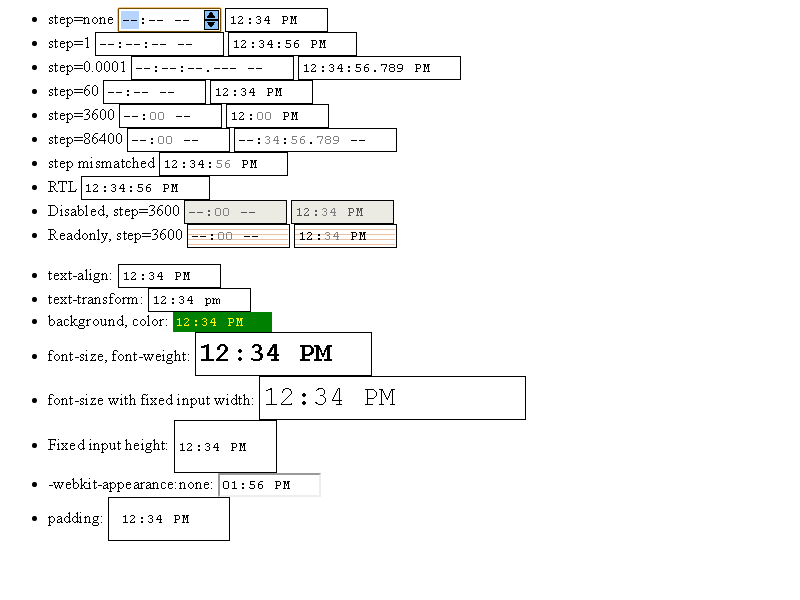 step=none --:-- -- 12:34 PM
step=1 --:--:-- -- 12:34:56 PM
step=0.0001 --:--:--.--- -- 12:34:56.789 PM
step=60 --:-- -- 12:34 PM
step=3600 --:00 -- 12:00 PM
step=86400 --:00 -- --:34:56.789 --
step mismatched 12:34:56 PM
RTL 12:34:56 PM
Disabled, step=3600 --:00 -- 12:34 PM
Readonly, step=3600 --:00 -- 12:34 PM
text-align: 12:34 PM
text-transform: 12:34 pm
background, color: 12:34 PM
font-size, font-weight: 12:34 PM
font-size with fixed input width: 12:34 PM
Fixed input height: 12:34 PM
-webkit-appearance:none: 01:56 PM
padding: 12:34 PM